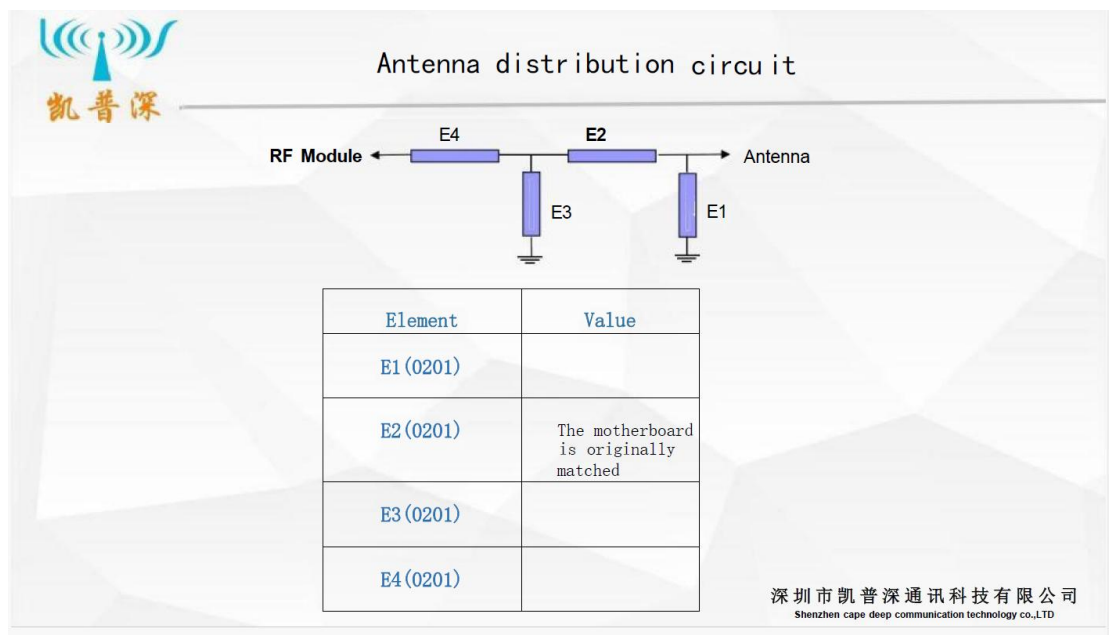 凯普深
Antenna distribution circuit
E4
E2
RF Module
Antenna
E3
E1
Element
Value
E1(0201)
E2(0201)
The motherboard
is originally
matched
E3(0201)
E4(0201)
深圳市凯普深通讯科技有限公司
Shenzhen cape deep communication technology co.,LTD